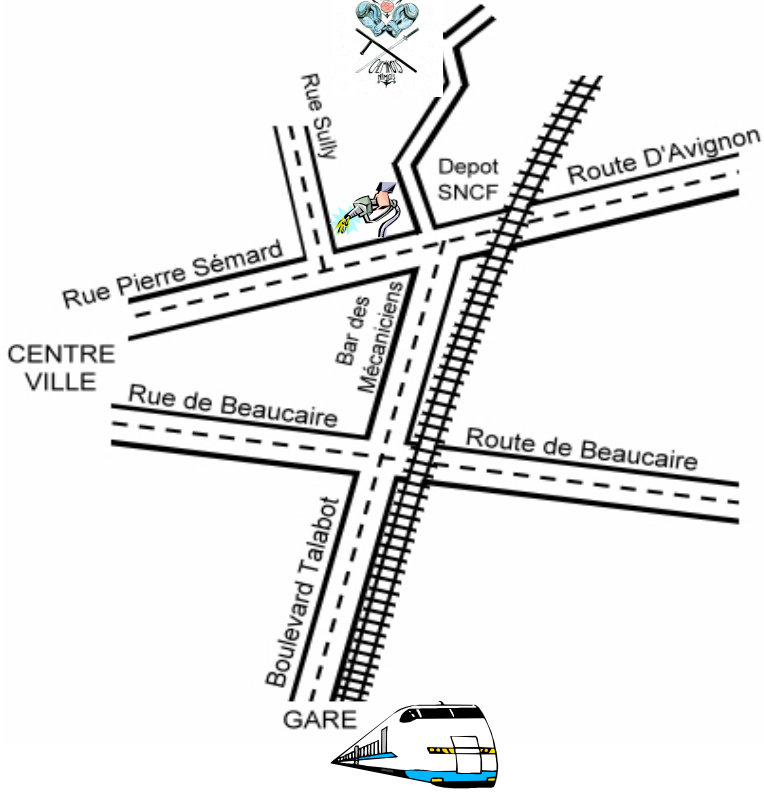 Rue Sully
Depot
SNCF
Route D'Avignon
Rue Pierre Sémard
Bar des
Mécaniciens
CENTRE
VILLE
Rue de Beaucaire
Route de Beaucaire
Boulevard Talabot
GARE